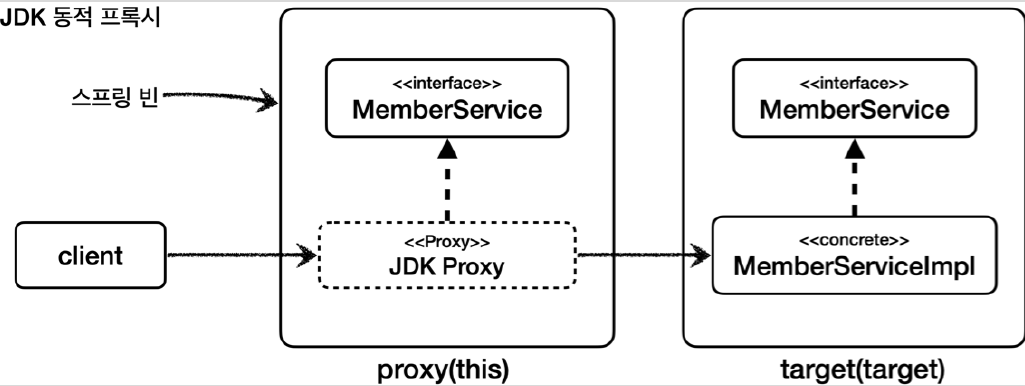 JDK 동적 프록시
스프링 빈
<<interface>>
MemberService
<<interface>>
MemberService
client
<<Proxy>>
JDK Proxy
<<concrete>>
MemberServiceImpl
proxy(this)
target(target)